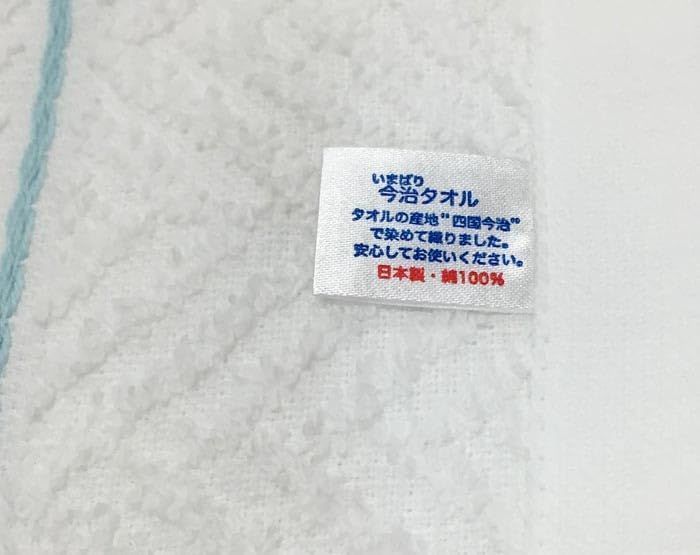 いまばり
今治タオル
タオルの産地"四国今治"
で染めて織りました。
安心してお使いください。
日本製・綿100%